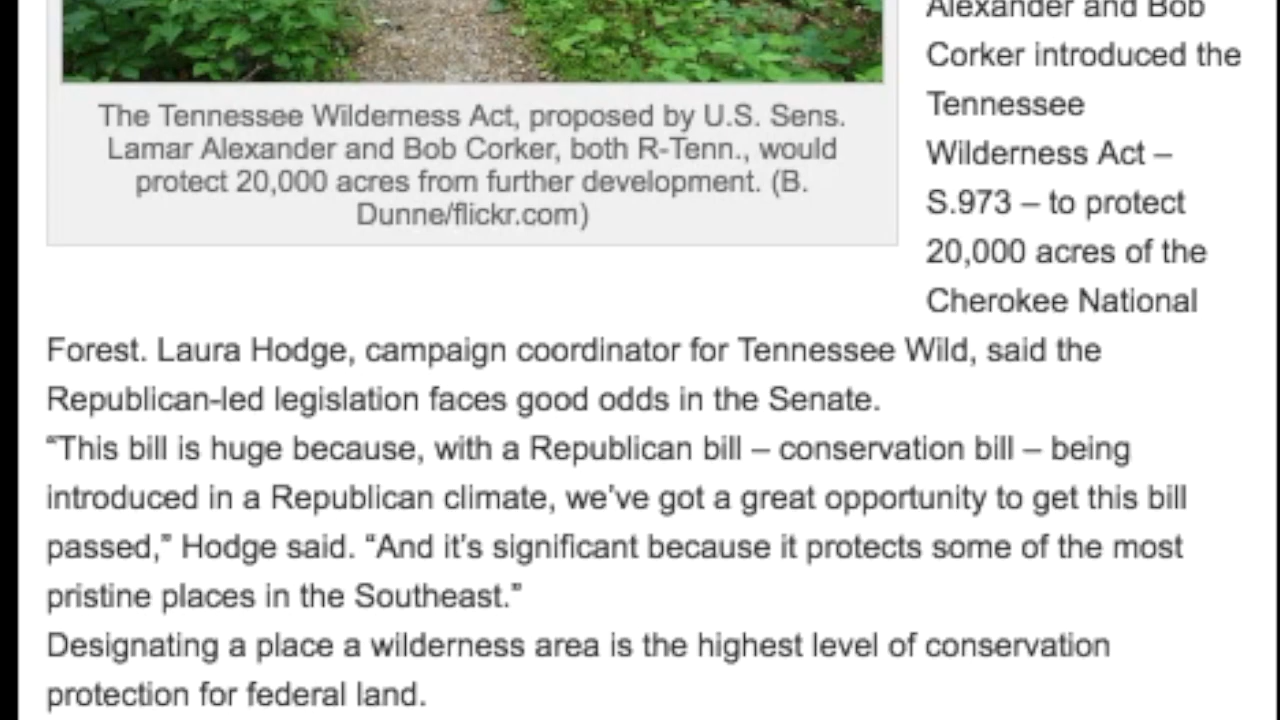 The Tennessee Wilderness Act, proposed by U.S. Sens.
Lamar Alexander and Bob Corker, both R-Tenn., would
protect 20,000 acres from further development. (B.
Dunne/flickr.com)
Alexander and Bob
Corker introduced the
Tennessee
Wilderness Act –
S.973 – to protect
20,000 acres of the
Cherokee National
Forest. Laura Hodge, campaign coordinator for Tennessee Wild, said the
Republican-led legislation faces good odds in the Senate.
“This bill is huge because, with a Republican bill – conservation bill – being
introduced in a Republican climate, we’ve got a great opportunity to get this bill
passed,” Hodge said. “And it’s significant because it protects some of the most
pristine places in the Southeast.”
Designating a place a wilderness area is the highest level of conservation
protection for federal land.